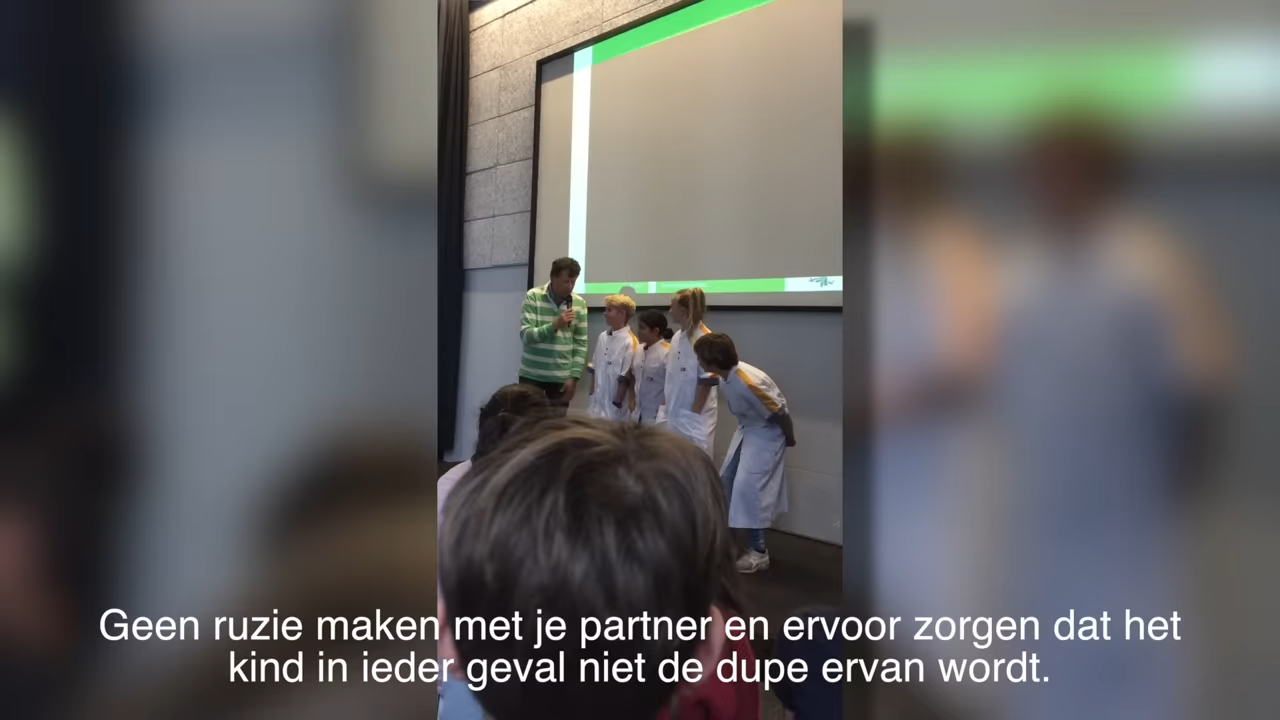 Geen ruzie maken met je partner en ervoor zorgen dat het
kind in ieder geval niet de dupe ervan wordt.